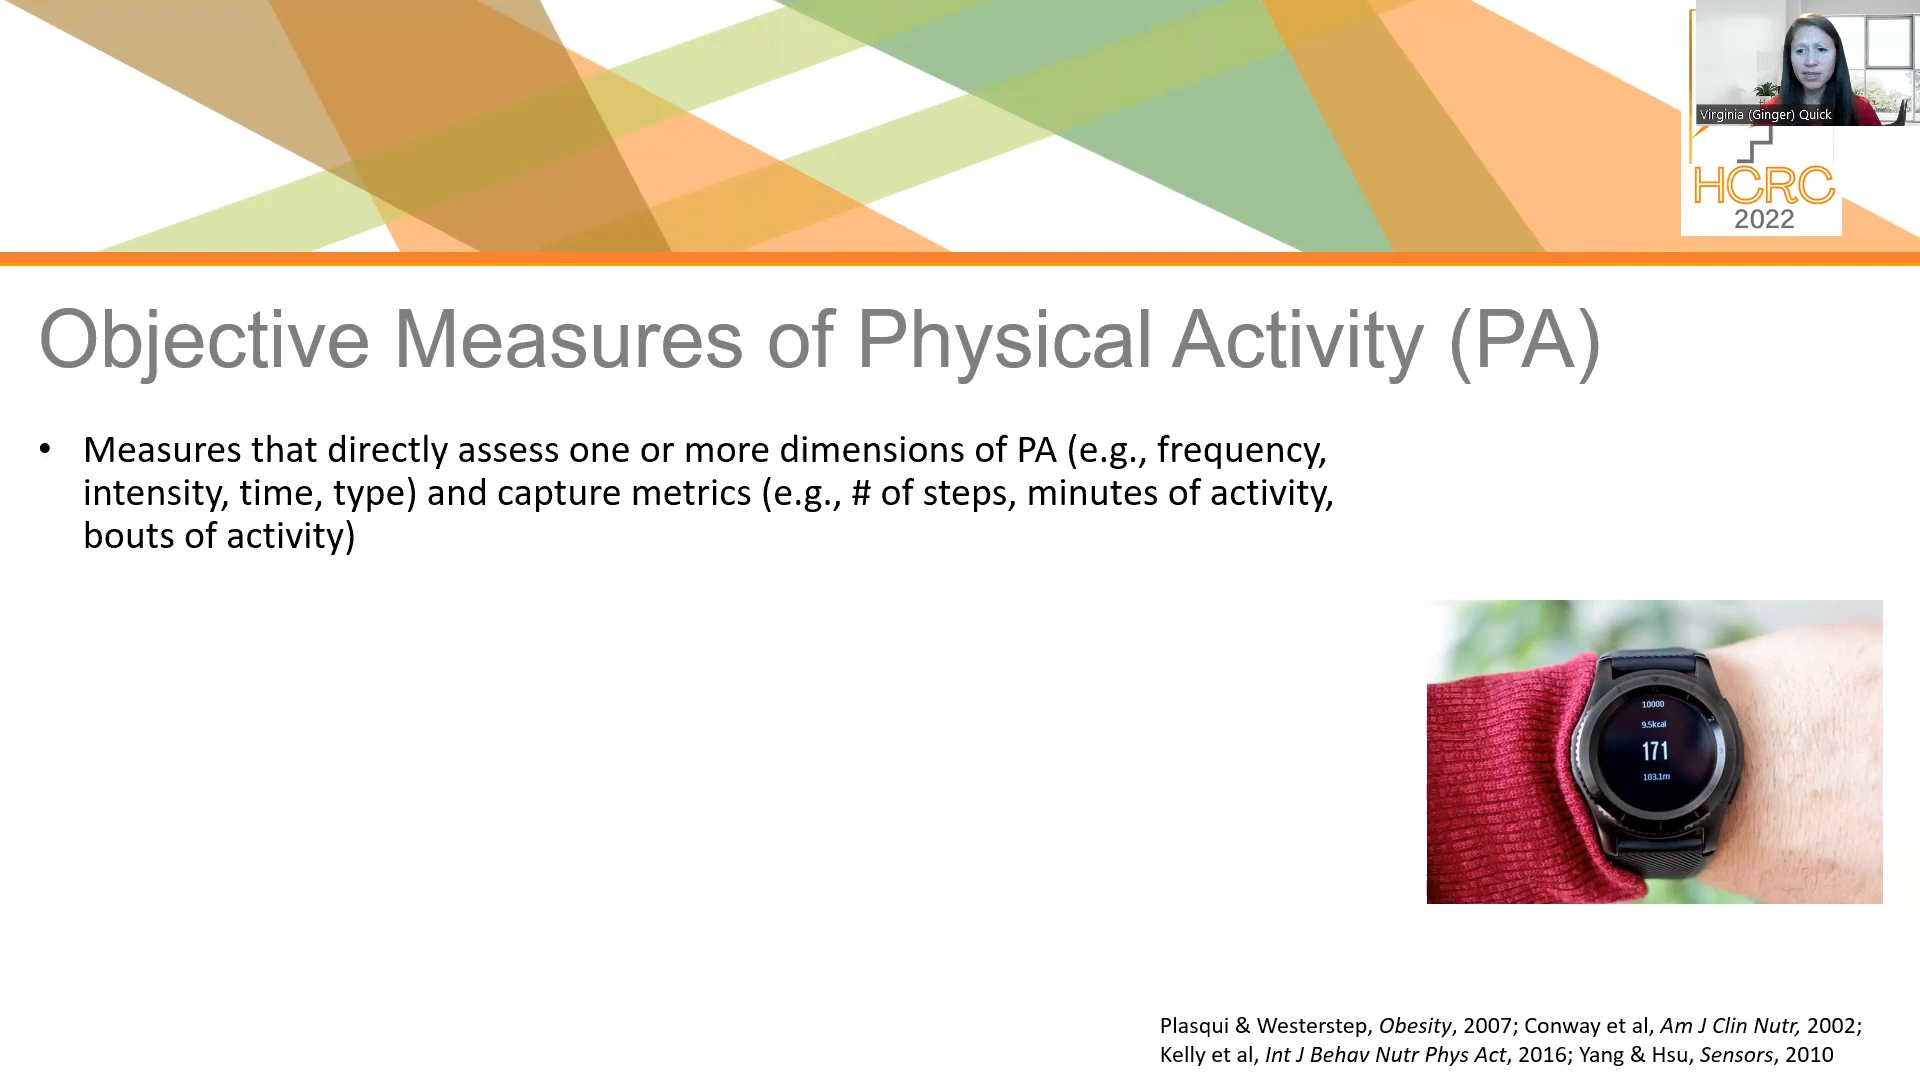 Virginia (Ginger) Quick
HCRC
2022
Objective Measures of Physical Activity (PA)
• Measures that directly assess one or more dimensions of PA (e.g., frequency,
intensity, time, type) and capture metrics (e.g., # of steps, minutes of activity,
bouts of activity)
10000
9.5kcal
171
103.1m
Plasqui & Westerstep, Obesity, 2007; Conway et al, Am J Clin Nutr, 2002;
Kelly et al, Int J Behav Nutr Phys Act, 2016; Yang & Hsu, Sensors, 2010